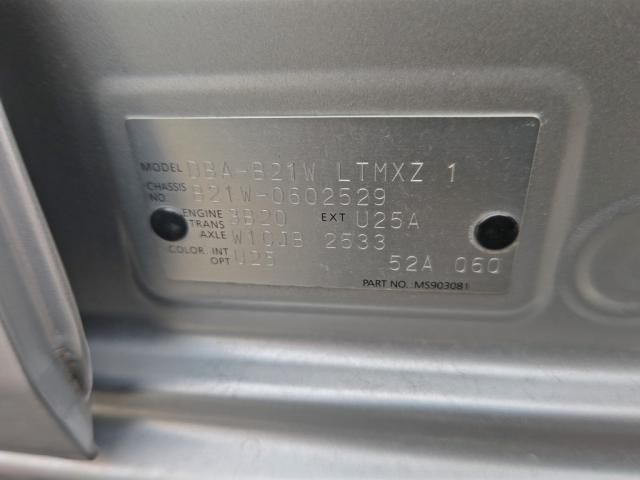 MODEL DBA-B21W LTMXZ 1
CHASSIS NO. B21W-0602529
ENGINE 3B20 EXT U25A
TRANS AXLE W1CJB 2633
COLOR. INT OPT U25 52A 060
PART NO.: MS903081